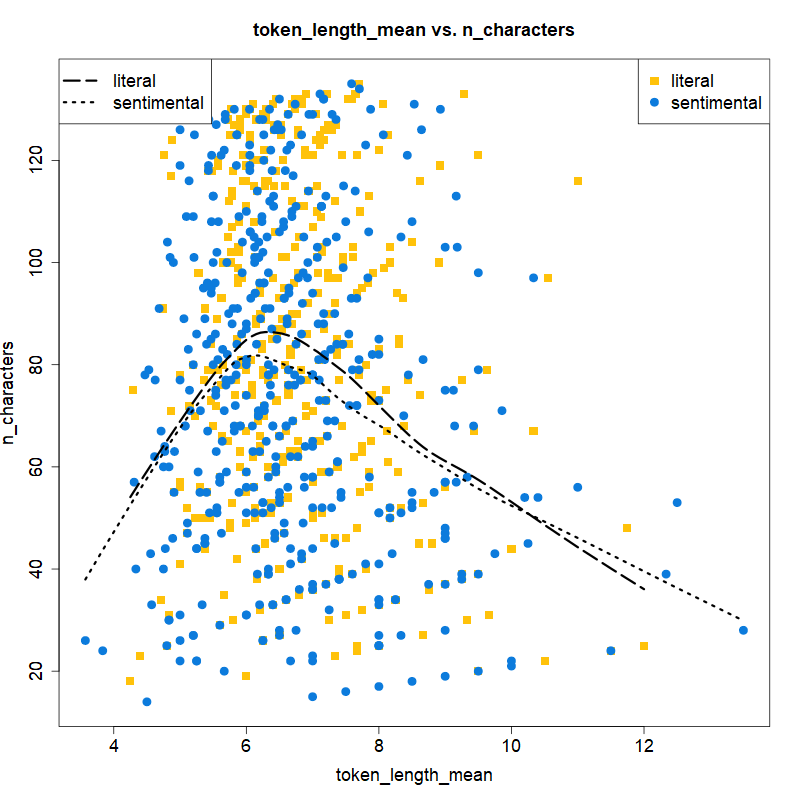 token_length_mean vs. n_characters
literal
sentimental
literal
sentimental
n_characters
120
100
80
60
40
20
4 6 8 10 12
token_length_mean